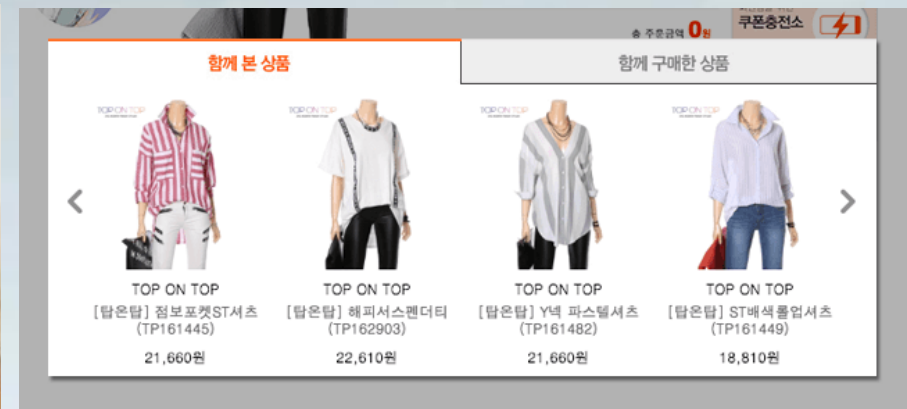 총 주문금액 0원
쿠폰충전소
함께 본 상품
함께 구매한 상품
TOP ON TOP
TOP ON TOP
TOP ON TOP
TOP ON TOP
TOP ON TOP
[탑온탑] 점보포켓ST셔츠
(TP161445)
21,660원
TOP ON TOP
[탑온탑] 해피서스펜더티
(TP162903)
22,610원
TOP ON TOP
[탑온탑] Y넥 파스텔셔츠
(TP161482)
21,660원
TOP ON TOP
[탑온탑] ST배색롤업셔츠
(TP161449)
18,810원